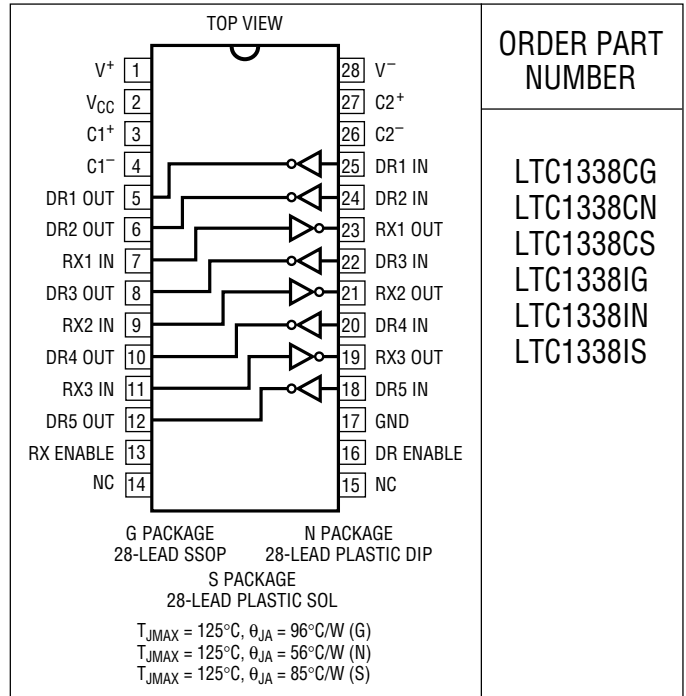 TOP VIEW
V+ 1
VCC 2
C1+ 3
C1– 4
DR1 OUT 5
DR2 OUT 6
RX1 IN 7
DR3 OUT 8
RX2 IN 9
DR4 OUT 10
RX3 IN 11
DR5 OUT 12
RX ENABLE 13
NC 14
28 V–
27 C2+
26 C2–
25 DR1 IN
24 DR2 IN
23 RX1 OUT
22 DR3 IN
21 RX2 OUT
20 DR4 IN
19 RX3 OUT
18 DR5 IN
17 GND
16 DR ENABLE
15 NC
G PACKAGE
28-LEAD SSOP
N PACKAGE
28-LEAD PLASTIC DIP
S PACKAGE
28-LEAD PLASTIC SOL
TJMAX = 125°C, θJA = 96°C/W (G)
TJMAX = 125°C, θJA = 56°C/W (N)
TJMAX = 125°C, θJA = 85°C/W (S)
ORDER PART
NUMBER
LTC1338CG
LTC1338CN
LTC1338CS
LTC1338IG
LTC1338IN
LTC1338IS